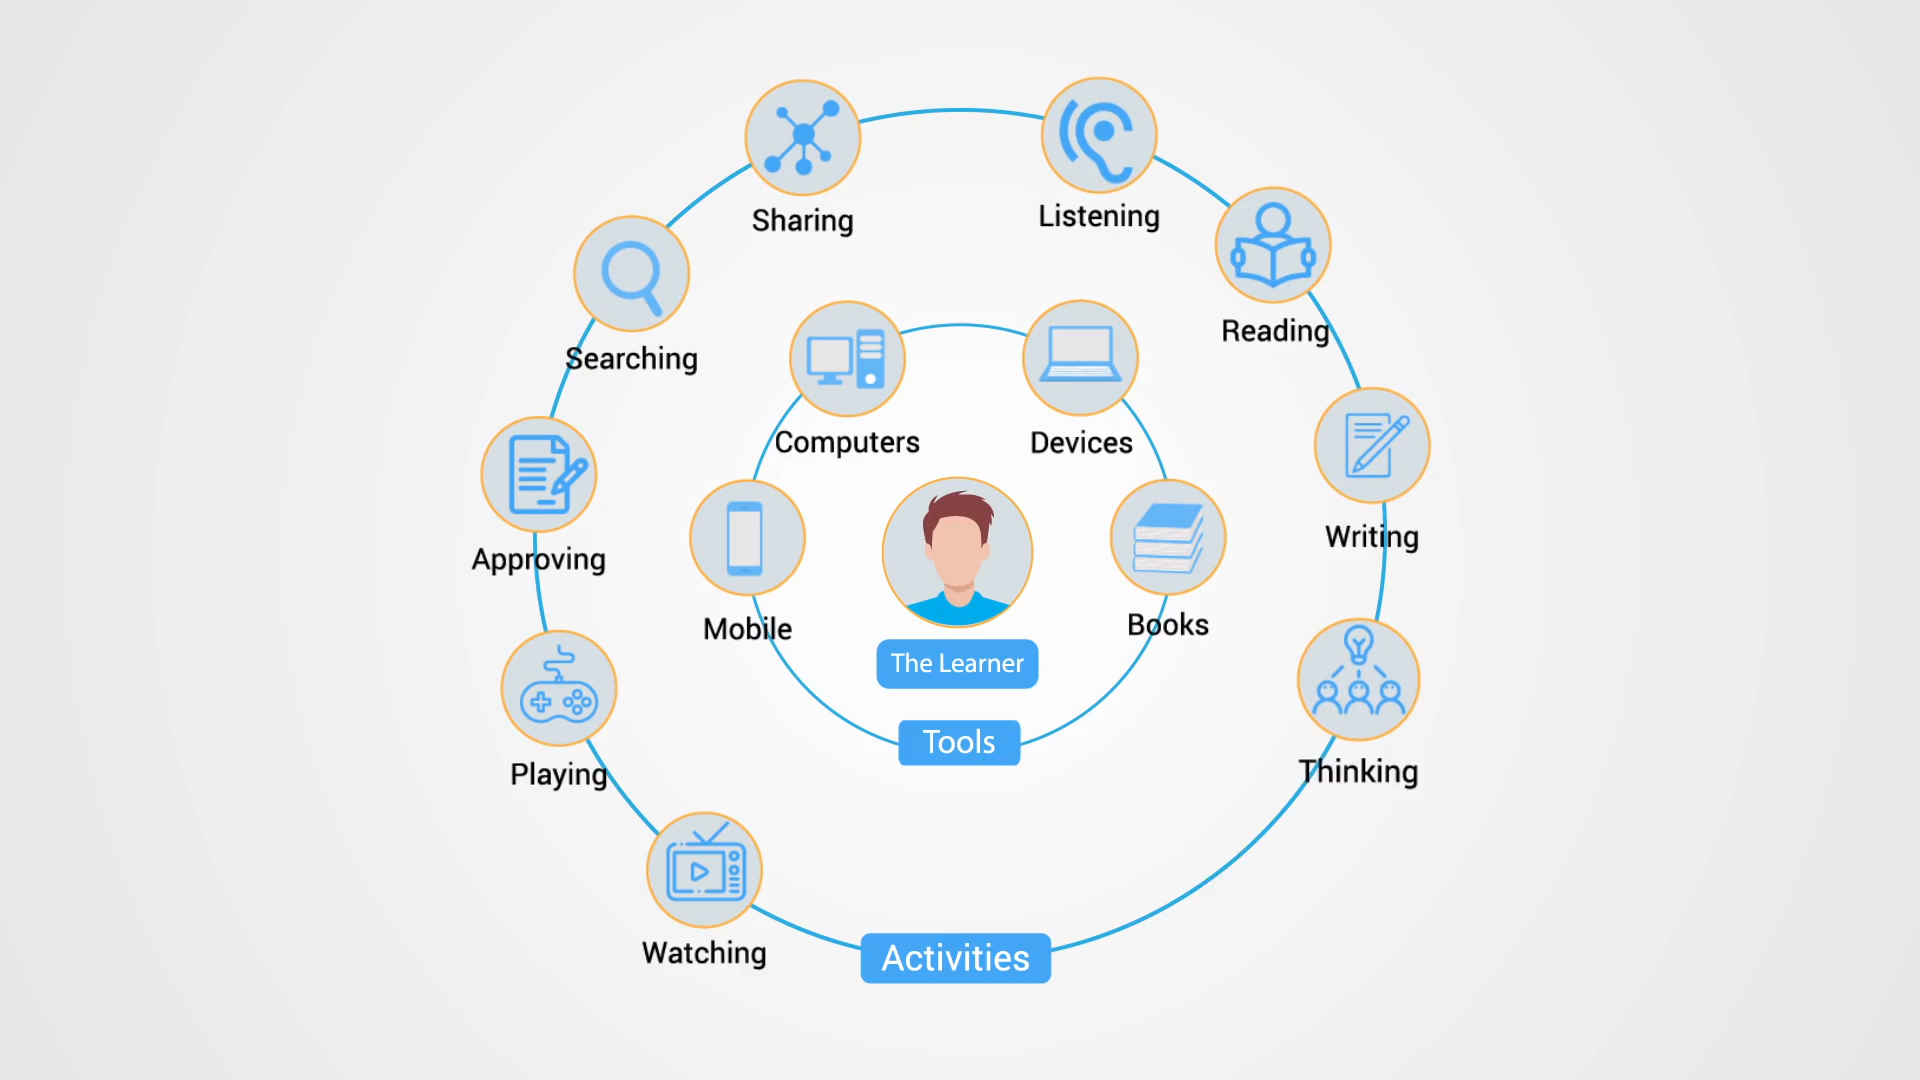 Sharing
Listening
Searching
Reading
Computers
Devices
Approving
Writing
Mobile
Books
The Learner
Tools
Playing
Thinking
Watching
Activities